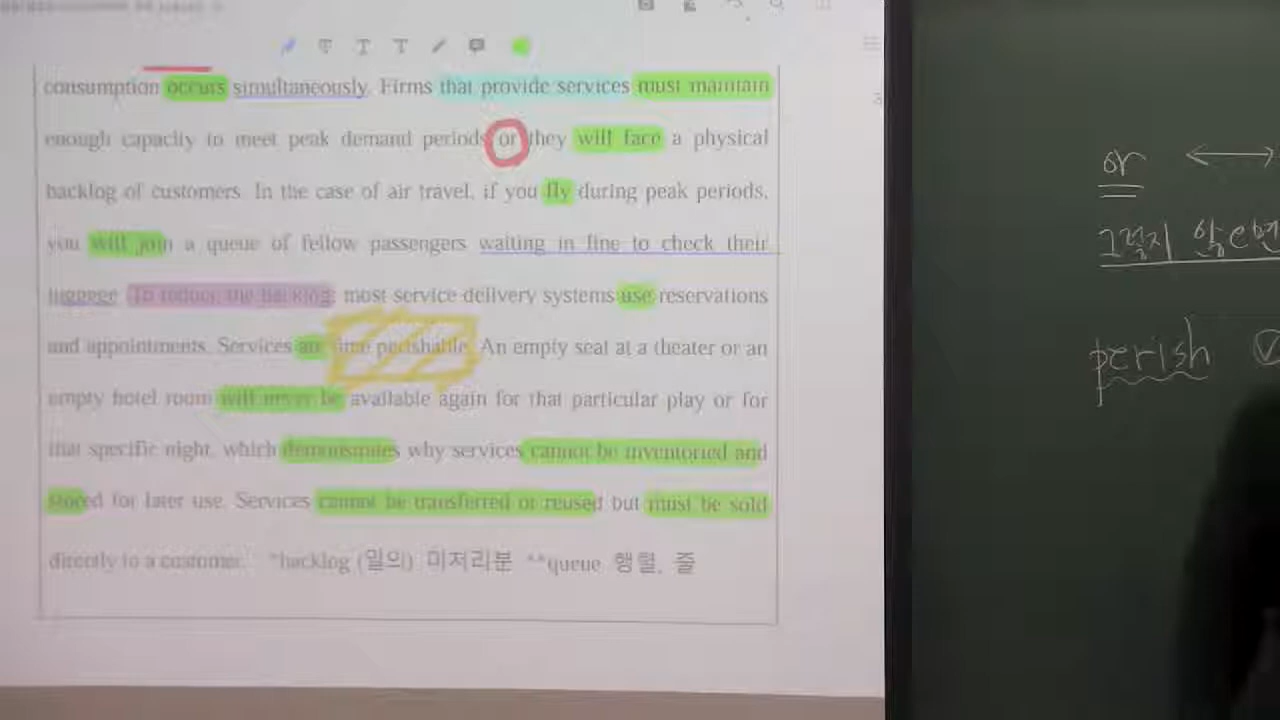 consumption occurs simultaneously. Firms that provide services must maintain
enough capacity to meet peak demand periods or they will face a physical
backlog of customers. In the case of air travel, if you fly during peak periods,
you will join a queue of fellow passengers waiting in line to check their
luggage. To reduce the backlog, most service delivery systems use reservations
and appointments. Services are time perishable. An empty seat at a theater or an
empty hotel room will never be available again for that particular play or for
that specific night, which demonstrates why services cannot be inventoried and
stored for later use. Services cannot be transferred or reused but must be sold
directly to a customer. *backlog (일의) 미처리분 **queue 행렬, 줄
or ↔
그렇지 않으면
perish